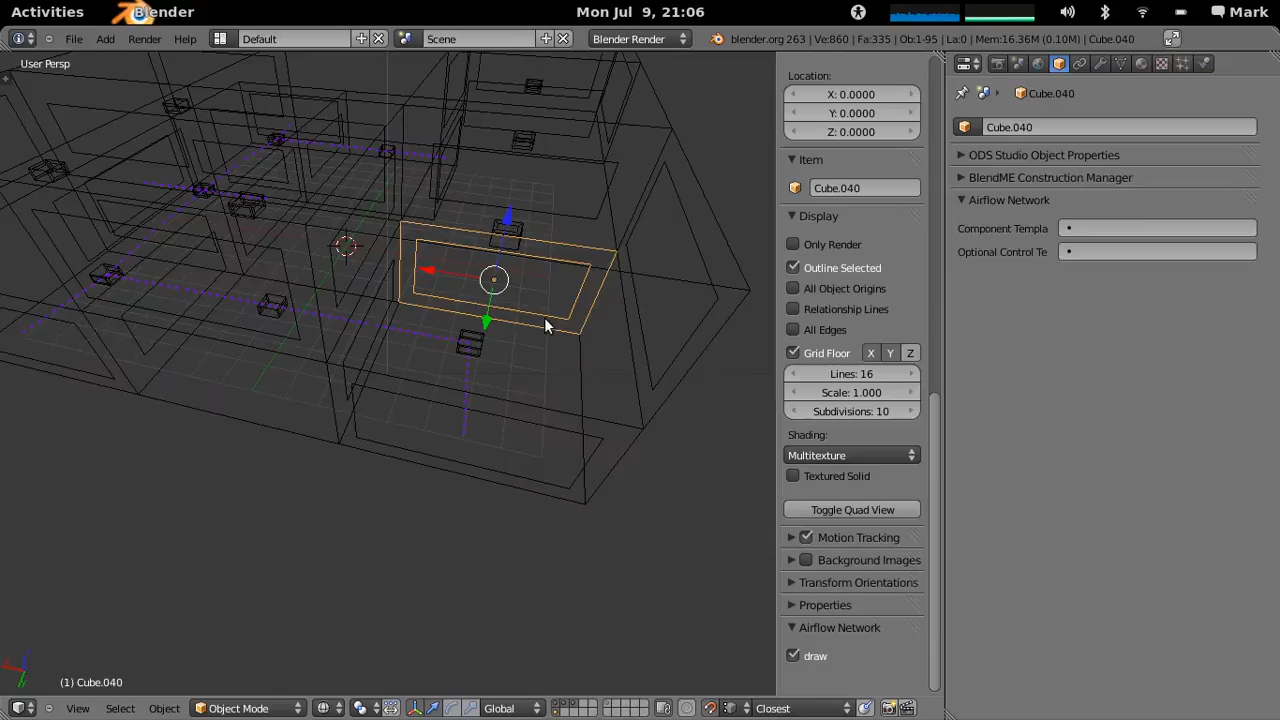 Activities Blender Mon Jul 9, 21:06 Mark
File Add Render Help Default Scene Blender Render blender.org 263 | Ve:860 | Fa:335 | Ob:1-95 | La:0 | Mem:16.36M (0.10M) | Cube.040
User Persp
Location:
X: 0.0000
Y: 0.0000
Z: 0.0000
Item
Cube.040
Display
Only Render
Outline Selected
All Object Origins
Relationship Lines
All Edges
Grid Floor X Y Z
Lines: 16
Scale: 1.000
Subdivisions: 10
Shading:
Multitexture
Textured Solid
Toggle Quad View
Motion Tracking
Background Images
Transform Orientations
Properties
Airflow Network
draw
Cube.040
Cube.040
ODS Studio Object Properties
BlendME Construction Manager
Airflow Network
Component Templa
Optional Control Te
(1) Cube.040
View Select Object Object Mode Global Closest